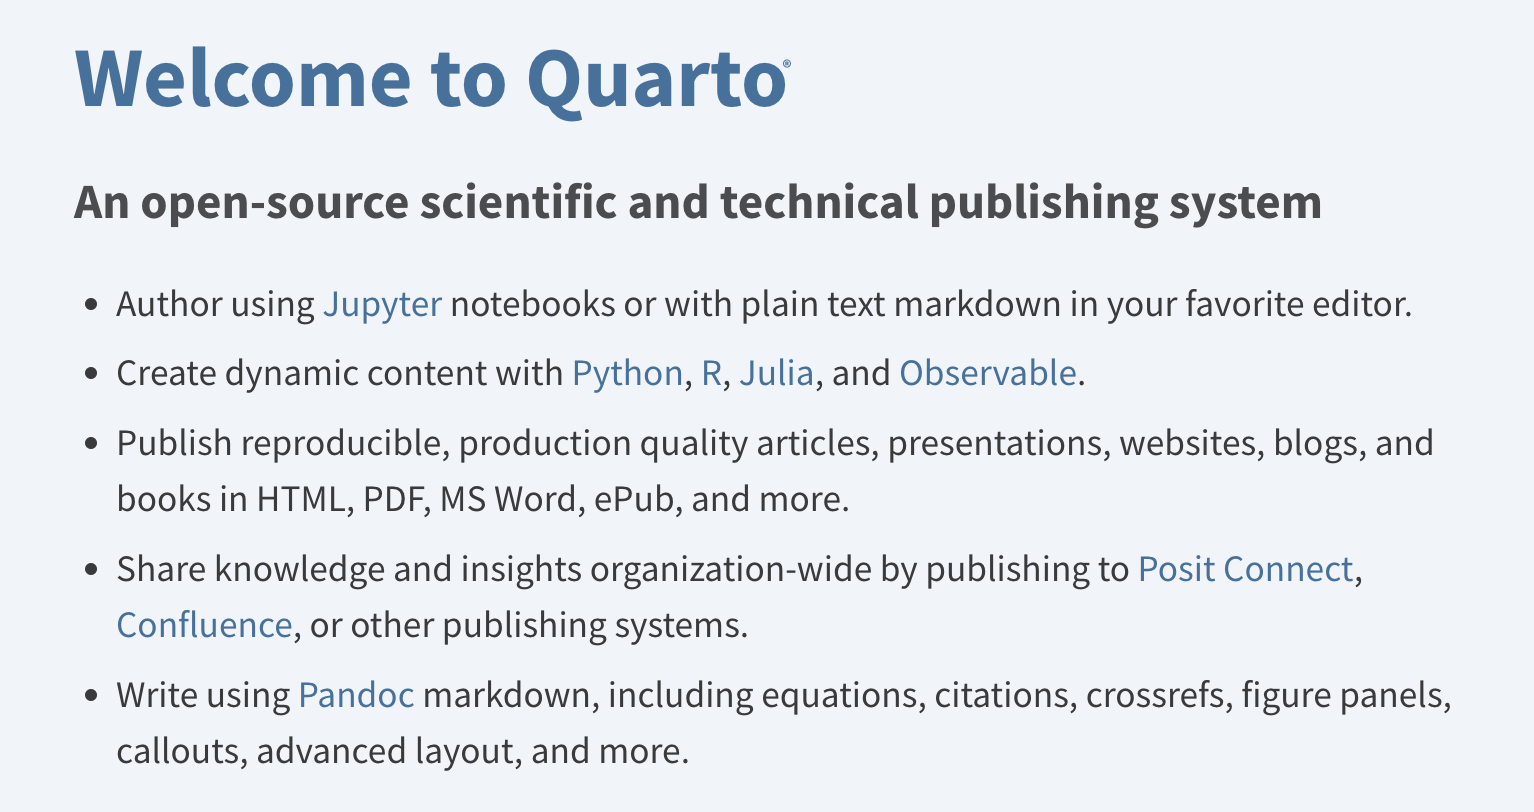 Welcome to Quarto®
An open-source scientific and technical publishing system
• Author using Jupyter notebooks or with plain text markdown in your favorite editor.
• Create dynamic content with Python, R, Julia, and Observable.
• Publish reproducible, production quality articles, presentations, websites, blogs, and
books in HTML, PDF, MS Word, ePub, and more.
• Share knowledge and insights organization-wide by publishing to Posit Connect,
Confluence, or other publishing systems.
• Write using Pandoc markdown, including equations, citations, crossrefs, figure panels,
callouts, advanced layout, and more.